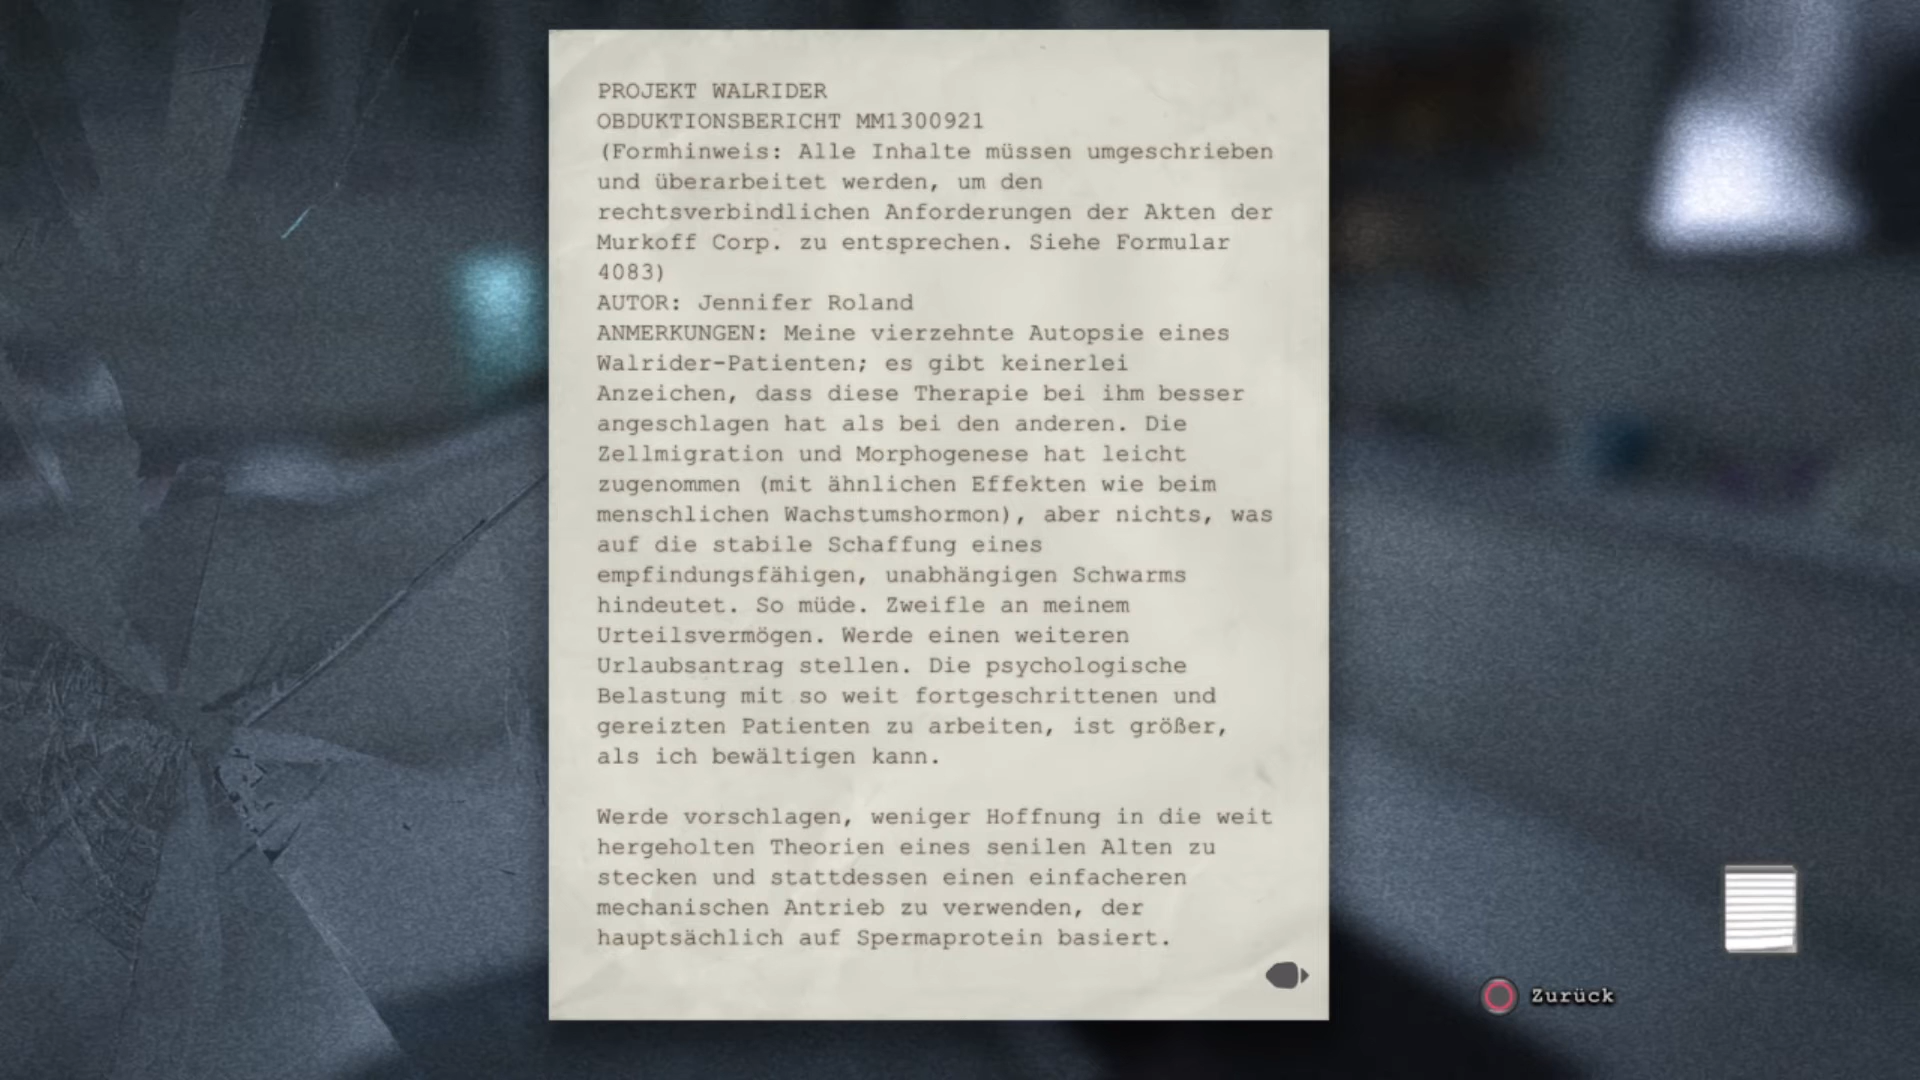 PROJEKT WALRIDER
OBDUKTIONSBERICHT MM1300921
(Formhinweis: Alle Inhalte müssen umgeschrieben
und überarbeitet werden, um den
rechtsverbindlichen Anforderungen der Akten der
Murkoff Corp. zu entsprechen. Siehe Formular
4083)
AUTOR: Jennifer Roland
ANMERKUNGEN: Meine vierzehnte Autopsie eines
Walrider-Patienten; es gibt keinerlei
Anzeichen, dass diese Therapie bei ihm besser
angeschlagen hat als bei den anderen. Die
Zellmigration und Morphogenese hat leicht
zugenommen (mit ähnlichen Effekten wie beim
menschlichen Wachstumshormon), aber nichts, was
auf die stabile Schaffung eines
empfindungsfähigen, unabhängigen Schwarms
hindeutet. So müde. Zweifle an meinem
Urteilsvermögen. Werde einen weiteren
Urlaubsantrag stellen. Die psychologische
Belastung mit so weit fortgeschrittenen und
gereizten Patienten zu arbeiten, ist größer,
als ich bewältigen kann.
Werde vorschlagen, weniger Hoffnung in die weit
hergeholten Theorien eines senilen Alten zu
stecken und stattdessen einen einfacheren
mechanischen Antrieb zu verwenden, der
hauptsächlich auf Spermaprotein basiert.
Zurück